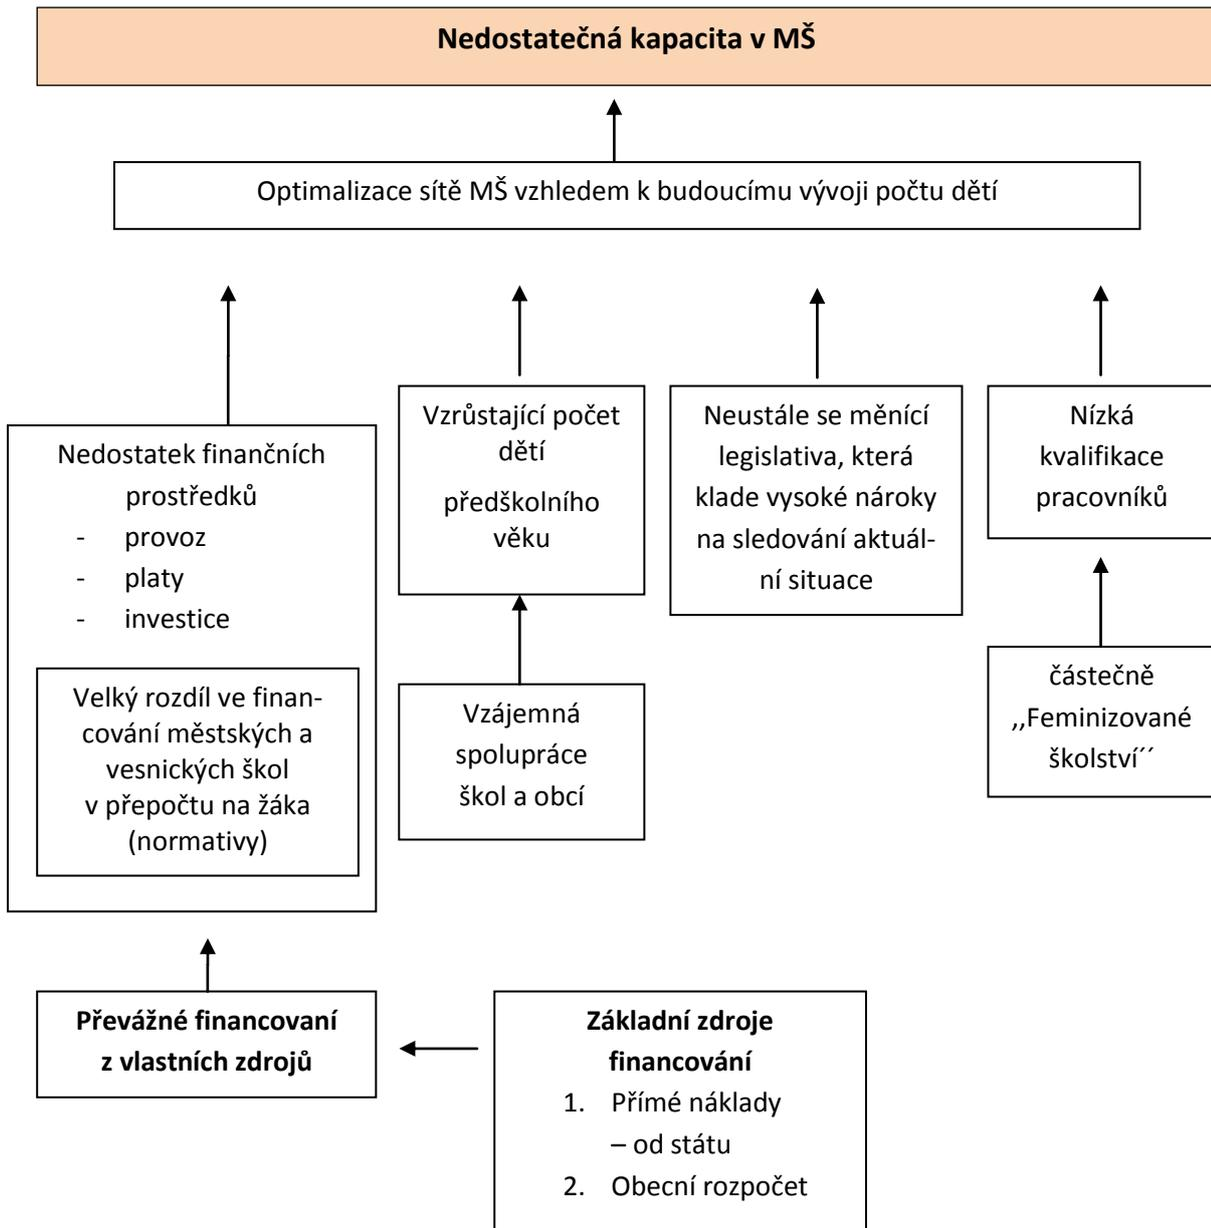 Nedostatečná kapacita v MŠ
Optimalizace sítě MŠ vzhledem k budoucímu vývoji počtu dětí
Nedostatek finančních
prostředků
- provoz
- platy
- investice
Velký rozdíl ve finan-
cování městských a
vesnických škol
v přepočtu na žáka
(normativy)
Vzrůstající počet
dětí
předškolního
věku
Neustále se měnící
legislativa, která
klade vysoké nároky
na sledování aktuál-
ní situace
Nízká
kvalifikace
pracovníků
Vzájemná
spolupráce
škol a obcí
částečně
,,Feminizované
školství´´
Převážné financovaní
z vlastních zdrojů
Základní zdroje
financování
1. Přímé náklady
– od státu
2. Obecní rozpočet